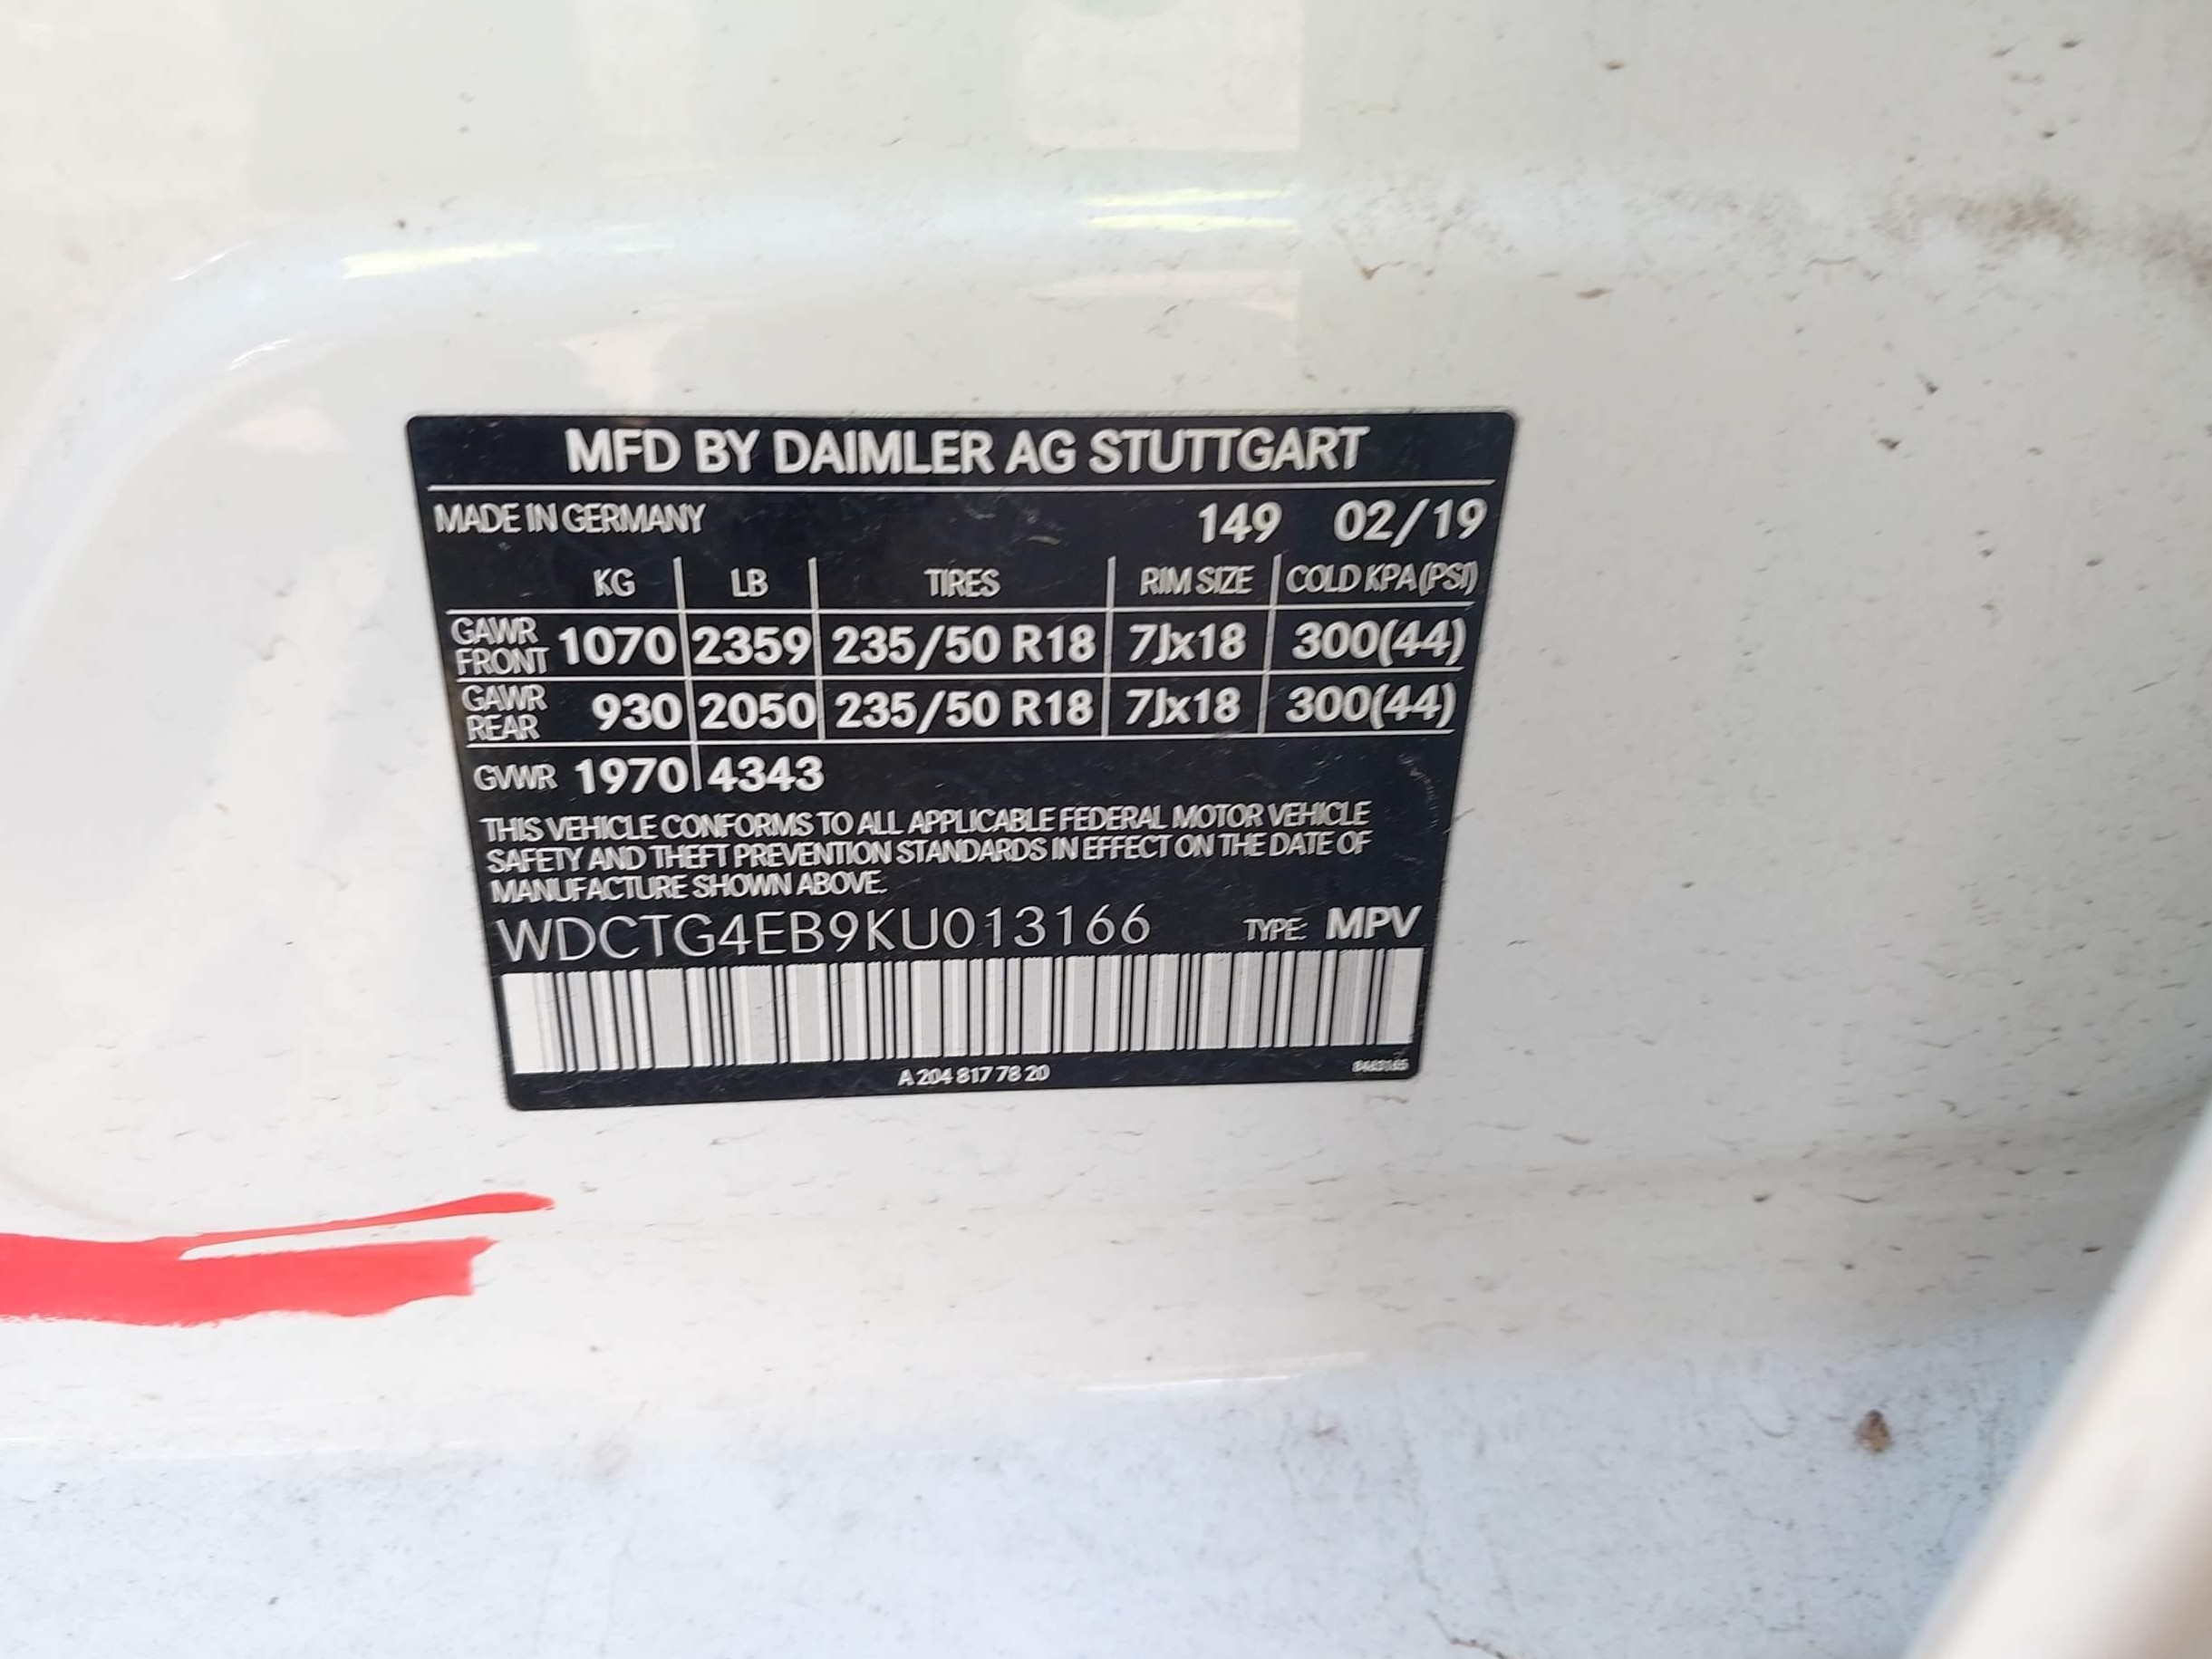 MFD BY DAIMLER AG STUTTGART
MADE IN GERMANY 149 02/19
KG LB TIRES RIM SIZE COLD KPA(PSI)
GAWR FRONT 1070 2359 235/50 R18 7Jx18 300(44)
GAWR REAR 930 2050 235/50 R18 7Jx18 300(44)
GVWR 1970 4343
THIS VEHICLE CONFORMS TO ALL APPLICABLE FEDERAL MOTOR VEHICLE
SAFETY AND THEFT PREVENTION STANDARDS IN EFFECT ON THE DATE OF
MANUFACTURE SHOWN ABOVE.
WDCTG4EB9KU013166 TYPE: MPV
A 204 817 78 20